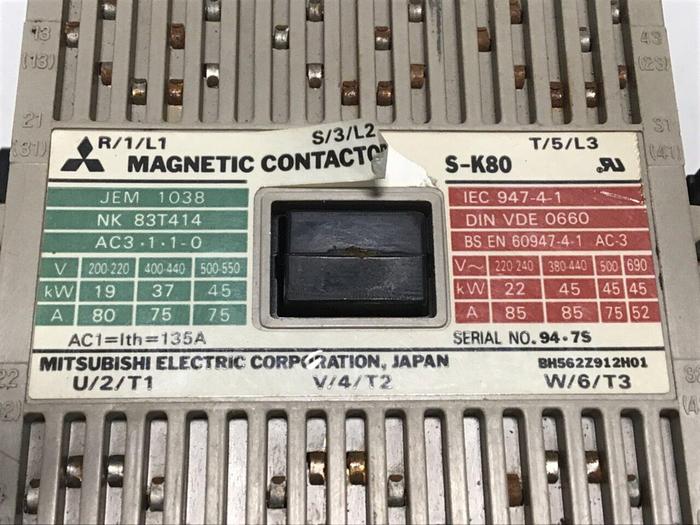 13
(13)
43
(23)
21
(31)
51
(41)
R/1/L1
S/3/L2
T/5/L3
MAGNETIC CONTACTO
S-K80
JEM 1038
NK 83T414
AC3·1·1-0
V 200-220 400-440 500-550
kW 19 37 45
A 80 75 75
AC1=Ith=135A
IEC 947-4-1
DIN VDE 0660
BS EN 60947-4-1 AC-3
V~ 220-240 380-440 500 690
kW 22 45 45 45
A 85 85 75 52
SERIAL NO. 94·7S
MITSUBISHI ELECTRIC CORPORATION, JAPAN
BH562Z912H01
U/2/T1
V/4/T2
W/6/T3